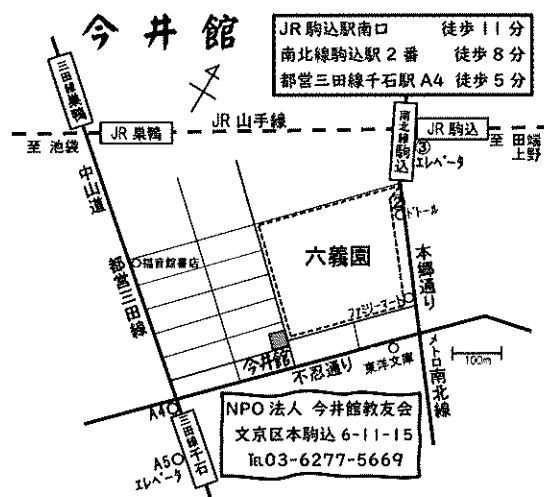 今井館
JR駒込駅南口 徒歩11分
南北線駒込駅2番 徒歩8分
都営三田線千石駅A4 徒歩5分
三田線巣鴨
JR巣鴨
JR山手線
南北線駒込
JR駒込
至 池袋
至 田端
上野
③
エレベータ
中山道
②
ドトール
六義園
本郷通り
福音館書店
都営三田線
ファミリーマート
今井館
不忍通り
東洋文庫
メトロ南北線
100m
A4
三田線千石
A5
エレベータ
NPO法人 今井館教友会
文京区本駒込6-11-15
℡03-6277-5669